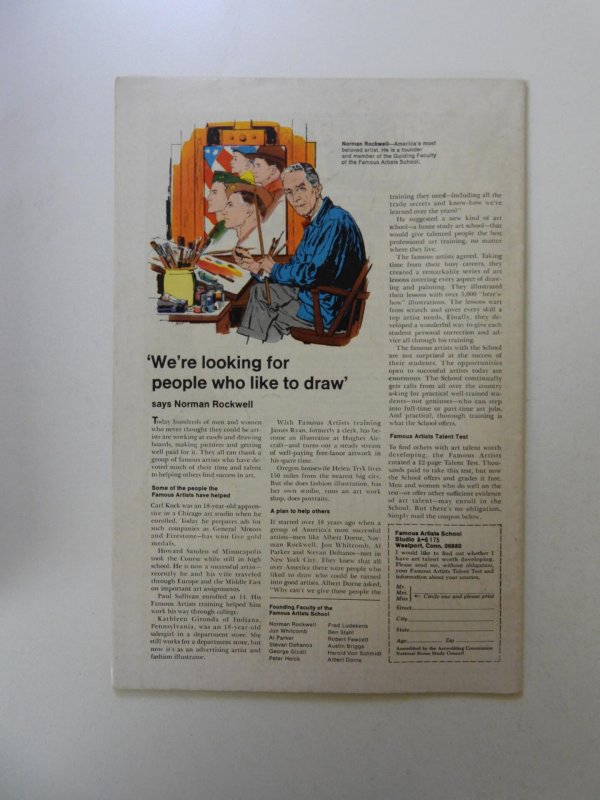 Norman Rockwell—America's most
beloved artist. He is a founder
and member of the Guiding Faculty
of the Famous Artists School.
'We're looking for
people who like to draw'
says Norman Rockwell
Today hundreds of men and women
who never thought they could be art-
ists are working at easels and drawing
boards, making pictures and getting
well paid for it. They all can thank a
group of famous artists who have de-
voted much of their time and talent
to helping others find success in art.
Some of the people the
Famous Artists have helped
Carl Kock was an 18-year-old appren-
tice in a Chicago art studio when he
enrolled. Today he prepares ads for
such companies as General Motors
and Firestone—has won five gold
medals.
Howard Sanden of Minneapolis
took the Course while still in high
school. He is now a successful artist—
recently he and his wife traveled
through Europe and the Middle East
on important art assignments.
Paul Sullivan enrolled at 14. His
Famous Artists training helped him
work his way through college.
Kathleen Gironda of Indiana,
Pennsylvania, was an 18-year-old
salesgirl in a department store. She
still works for a department store, but
now it's as an advertising artist and
fashion illustrator.
With Famous Artists training
James Ryan, formerly a clerk, has be-
come an illustrator at Hughes Air-
craft—and turns out a steady stream
of well-paying free-lance artwork in
his spare time.
Oregon housewife Helen Tryk lives
150 miles from the nearest big city.
But she does fashion illustration, has
her own studio, runs an art work
shop, does portraits.
A plan to help others
It started over 18 years ago when a
group of America's most successful
artists—men like Albert Dorne, Nor-
man Rockwell, Jon Whitcomb, Al
Parker and Stevan Dohanos—met in
New York City. They knew that all
over America there were people who
liked to draw who could be turned
into good artists. Albert Dorne asked,
"Why can't we give these people the
Founding Faculty of the
Famous Artists School
Norman Rockwell
Jon Whitcomb
Al Parker
Stevan Dohanos
George Giusti
Peter Helck
Fred Ludekens
Ben Stahl
Robert Fawcett
Austin Briggs
Harold Von Schmidt
Albert Dorne
training they need—including all the
trade secrets and know-how we've
learned over the years?"
He suggested a new kind of art
school—a home study art school—that
would give talented people the best
professional art training, no matter
where they live.
The famous artists agreed. Taking
time from their busy careers, they
created a remarkable series of art
lessons covering every aspect of draw-
ing and painting. They illustrated
their lessons with over 5,000 "here's-
how" illustrations. The lessons start
from scratch and cover every skill a
top artist needs. Finally, they de-
veloped a wonderful way to give each
student personal correction and ad-
vice all through his training.
The famous artists with the School
are not surprised at the success of
their students. The opportunities
open to successful artists today are
enormous. The School continually
gets calls from all over the country
asking for practical well-trained stu-
dents—not geniuses—who can step
into full-time or part-time art jobs.
And practical, thorough training is
what the School offers.
Famous Artists Talent Test
To find others with art talent worth
developing, the Famous Artists
created a 12-page Talent Test. Thou-
sands paid to take this test, but now
the School offers and grades it free.
Men and women who do well on the
test—or offer other sufficient evidence
of art talent—may enroll in the
School. But there's no obligation.
Simply mail the coupon below.
Famous Artists School
Studio
Westport, Conn. 06880
I would like to find out whether I
have art talent worth developing.
Please send me, without obligation,
your Famous Artists Talent Test and
information about your courses.
Mr.
Mrs.
Miss
Circle one and please print
Street
City
State
Age Zip
Accredited by the Accrediting Commission
National Home Study Council